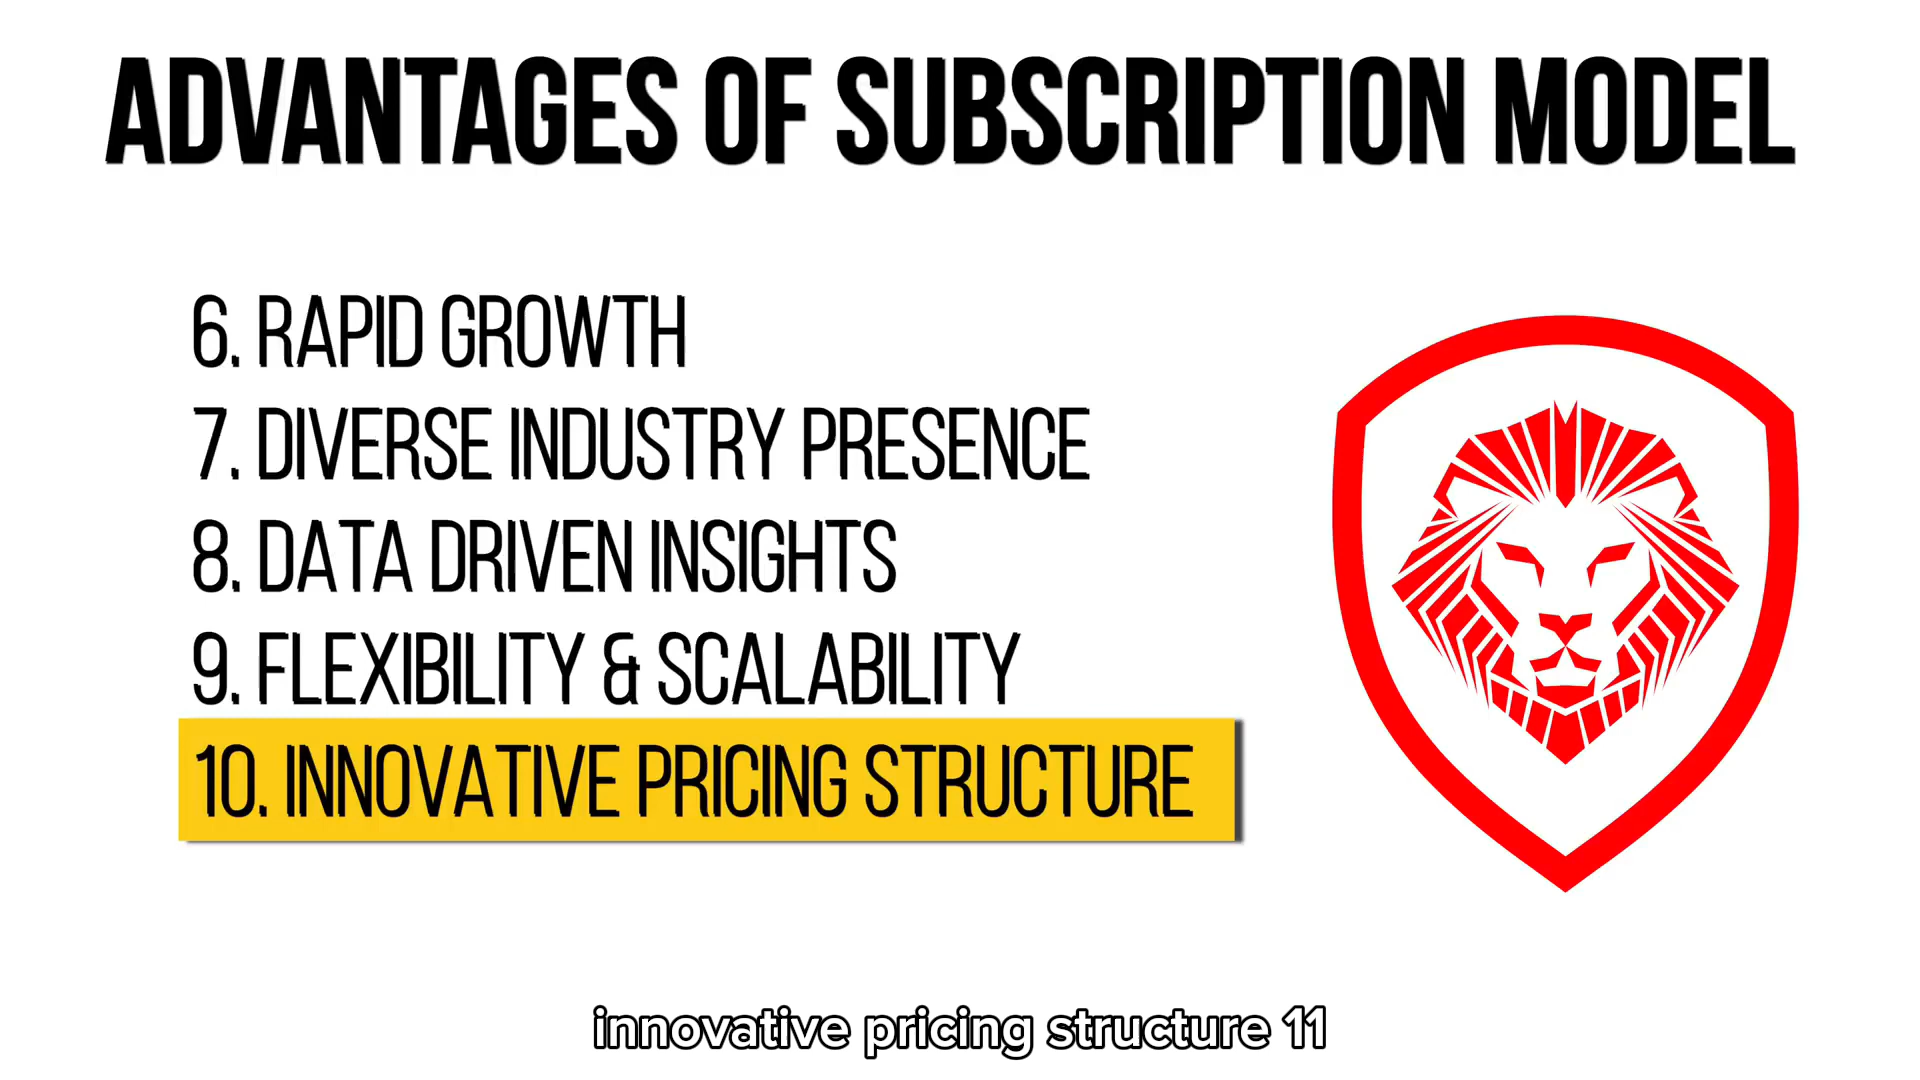 ADVANTAGES OF SUBSCRIPTION MODEL
6. RAPID GROWTH
7. DIVERSE INDUSTRY PRESENCE
8. DATA DRIVEN INSIGHTS
9. FLEXIBILITY & SCALABILITY
10. INNOVATIVE PRICING STRUCTURE
innovative pricing structure 11